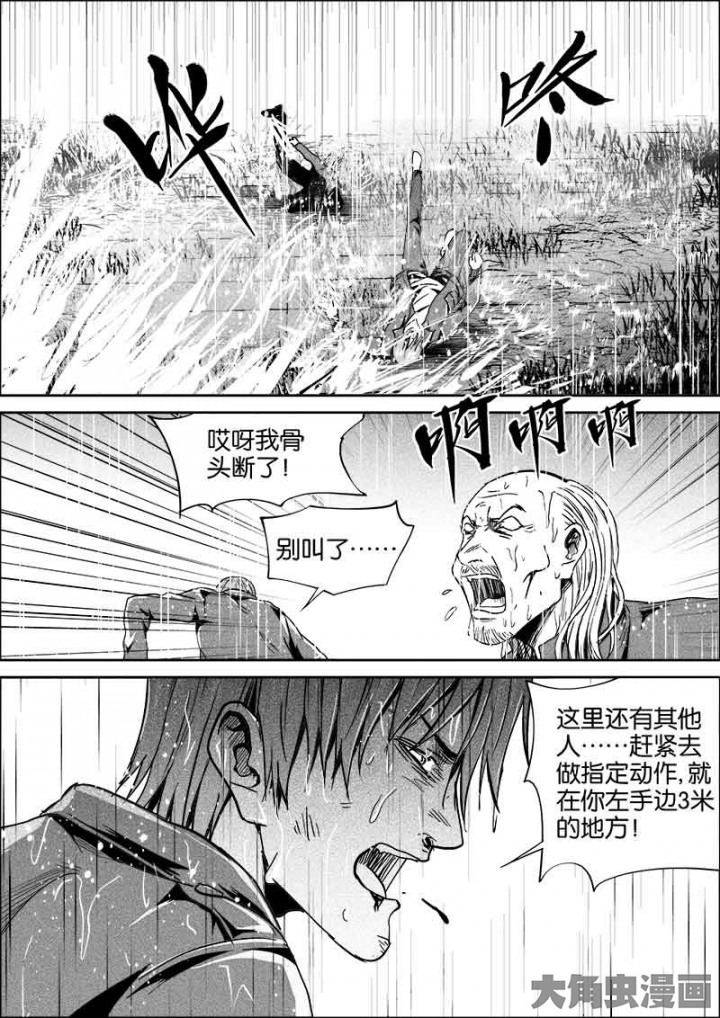 哗
咚
啊啊啊
哎呀我骨
头断了！
别叫了……
这里还有其他
人……赶紧去
做指定动作,就
在你左手边3米
的地方！
大角虫漫画